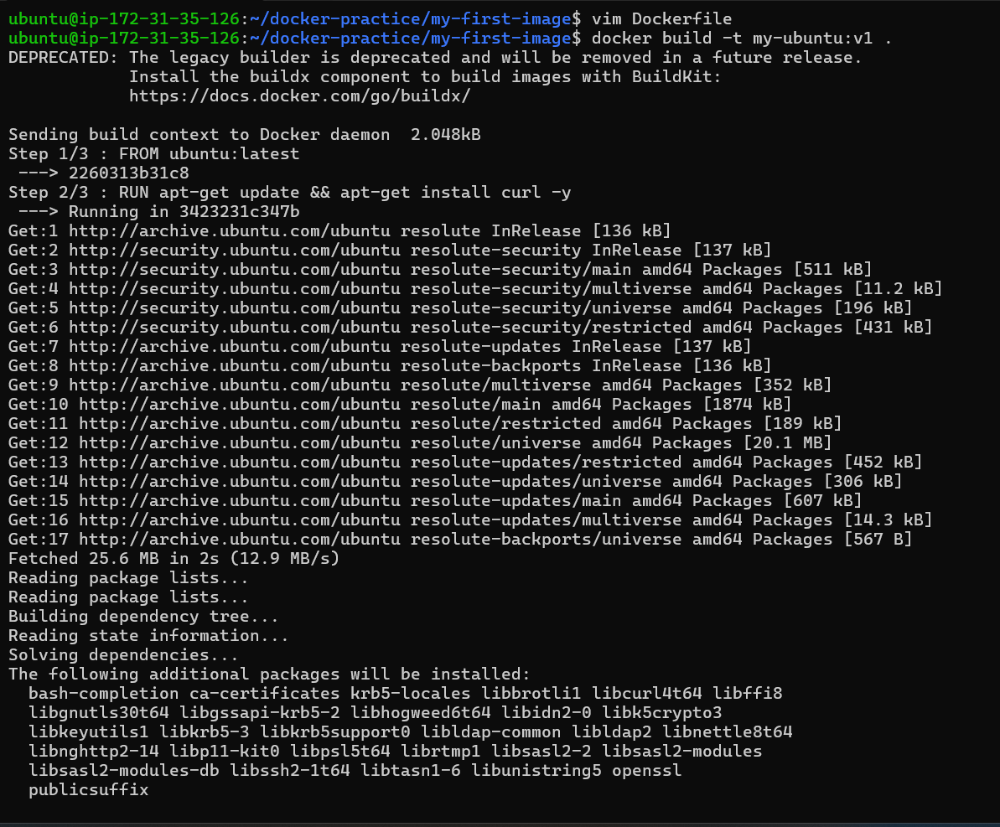 ubuntu@ip-172-31-35-126:~/docker-practice/my-first-image$ vim Dockerfile
ubuntu@ip-172-31-35-126:~/docker-practice/my-first-image$ docker build -t my-ubuntu:v1 .
DEPRECATED: The legacy builder is deprecated and will be removed in a future release.
            Install the buildx component to build images with BuildKit:
            https://docs.docker.com/go/buildx/

Sending build context to Docker daemon  2.048kB
Step 1/3 : FROM ubuntu:latest
 ---> 2260313b31c8
Step 2/3 : RUN apt-get update && apt-get install curl -y
 ---> Running in 3423231c347b
Get:1 http://archive.ubuntu.com/ubuntu resolute InRelease [136 kB]
Get:2 http://security.ubuntu.com/ubuntu resolute-security InRelease [137 kB]
Get:3 http://security.ubuntu.com/ubuntu resolute-security/main amd64 Packages [511 kB]
Get:4 http://security.ubuntu.com/ubuntu resolute-security/multiverse amd64 Packages [11.2 kB]
Get:5 http://security.ubuntu.com/ubuntu resolute-security/universe amd64 Packages [196 kB]
Get:6 http://security.ubuntu.com/ubuntu resolute-security/restricted amd64 Packages [431 kB]
Get:7 http://archive.ubuntu.com/ubuntu resolute-updates InRelease [137 kB]
Get:8 http://archive.ubuntu.com/ubuntu resolute-backports InRelease [136 kB]
Get:9 http://archive.ubuntu.com/ubuntu resolute/multiverse amd64 Packages [352 kB]
Get:10 http://archive.ubuntu.com/ubuntu resolute/main amd64 Packages [1874 kB]
Get:11 http://archive.ubuntu.com/ubuntu resolute/restricted amd64 Packages [189 kB]
Get:12 http://archive.ubuntu.com/ubuntu resolute/universe amd64 Packages [20.1 MB]
Get:13 http://archive.ubuntu.com/ubuntu resolute-updates/restricted amd64 Packages [452 kB]
Get:14 http://archive.ubuntu.com/ubuntu resolute-updates/universe amd64 Packages [306 kB]
Get:15 http://archive.ubuntu.com/ubuntu resolute-updates/main amd64 Packages [607 kB]
Get:16 http://archive.ubuntu.com/ubuntu resolute-updates/multiverse amd64 Packages [14.3 kB]
Get:17 http://archive.ubuntu.com/ubuntu resolute-backports/universe amd64 Packages [567 B]
Fetched 25.6 MB in 2s (12.9 MB/s)
Reading package lists...
Reading package lists...
Building dependency tree...
Reading state information...
Solving dependencies...
The following additional packages will be installed:
  bash-completion ca-certificates krb5-locales libbrotli1 libcurl4t64 libffi8
  libgnutls30t64 libgssapi-krb5-2 libhogweed6t64 libidn2-0 libk5crypto3
  libkeyutils1 libkrb5-3 libkrb5support0 libldap-common libldap2 libnettle8t64
  libnghttp2-14 libp11-kit0 libpsl5t64 librtmp1 libsasl2-2 libsasl2-modules
  libsasl2-modules-db libssh2-1t64 libtasn1-6 libunistring5 openssl
  publicsuffix